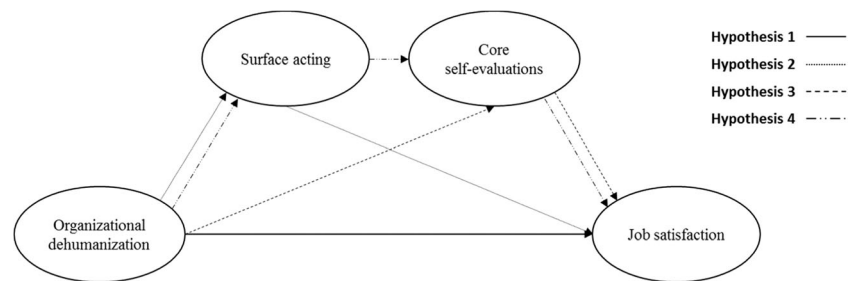 Surface acting
Core
self-evaluations
Organizational
dehumanization
Job satisfaction
Hypothesis 1
Hypothesis 2
Hypothesis 3
Hypothesis 4